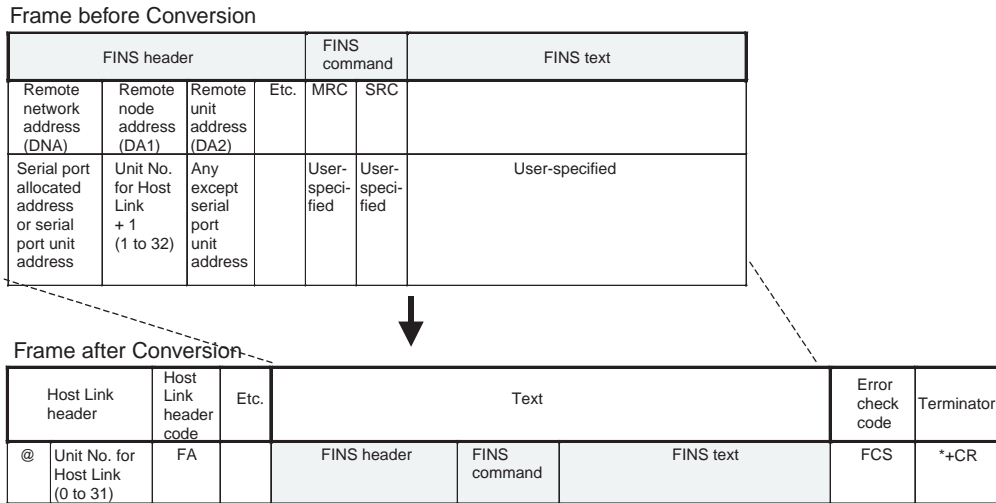 Frame before Conversion
FINS header
FINS
command
FINS text
Remote
network
address
(DNA)
Remote
node
address
(DA1)
Remote
unit
address
(DA2)
Etc.
MRC
SRC
Serial port
allocated
address
or serial
port unit
address
Unit No.
for Host
Link
+ 1
(1 to 32)
Any
except
serial
port
unit
address
User-
speci-
fied
User-
speci-
fied
User-specified
Frame after Conversion
Host Link
header
Host
Link
header
code
Etc.
Text
Error
check
code
Terminator
@
Unit No. for
Host Link
(0 to 31)
FA
FINS header
FINS
command
FINS text
FCS
*+CR